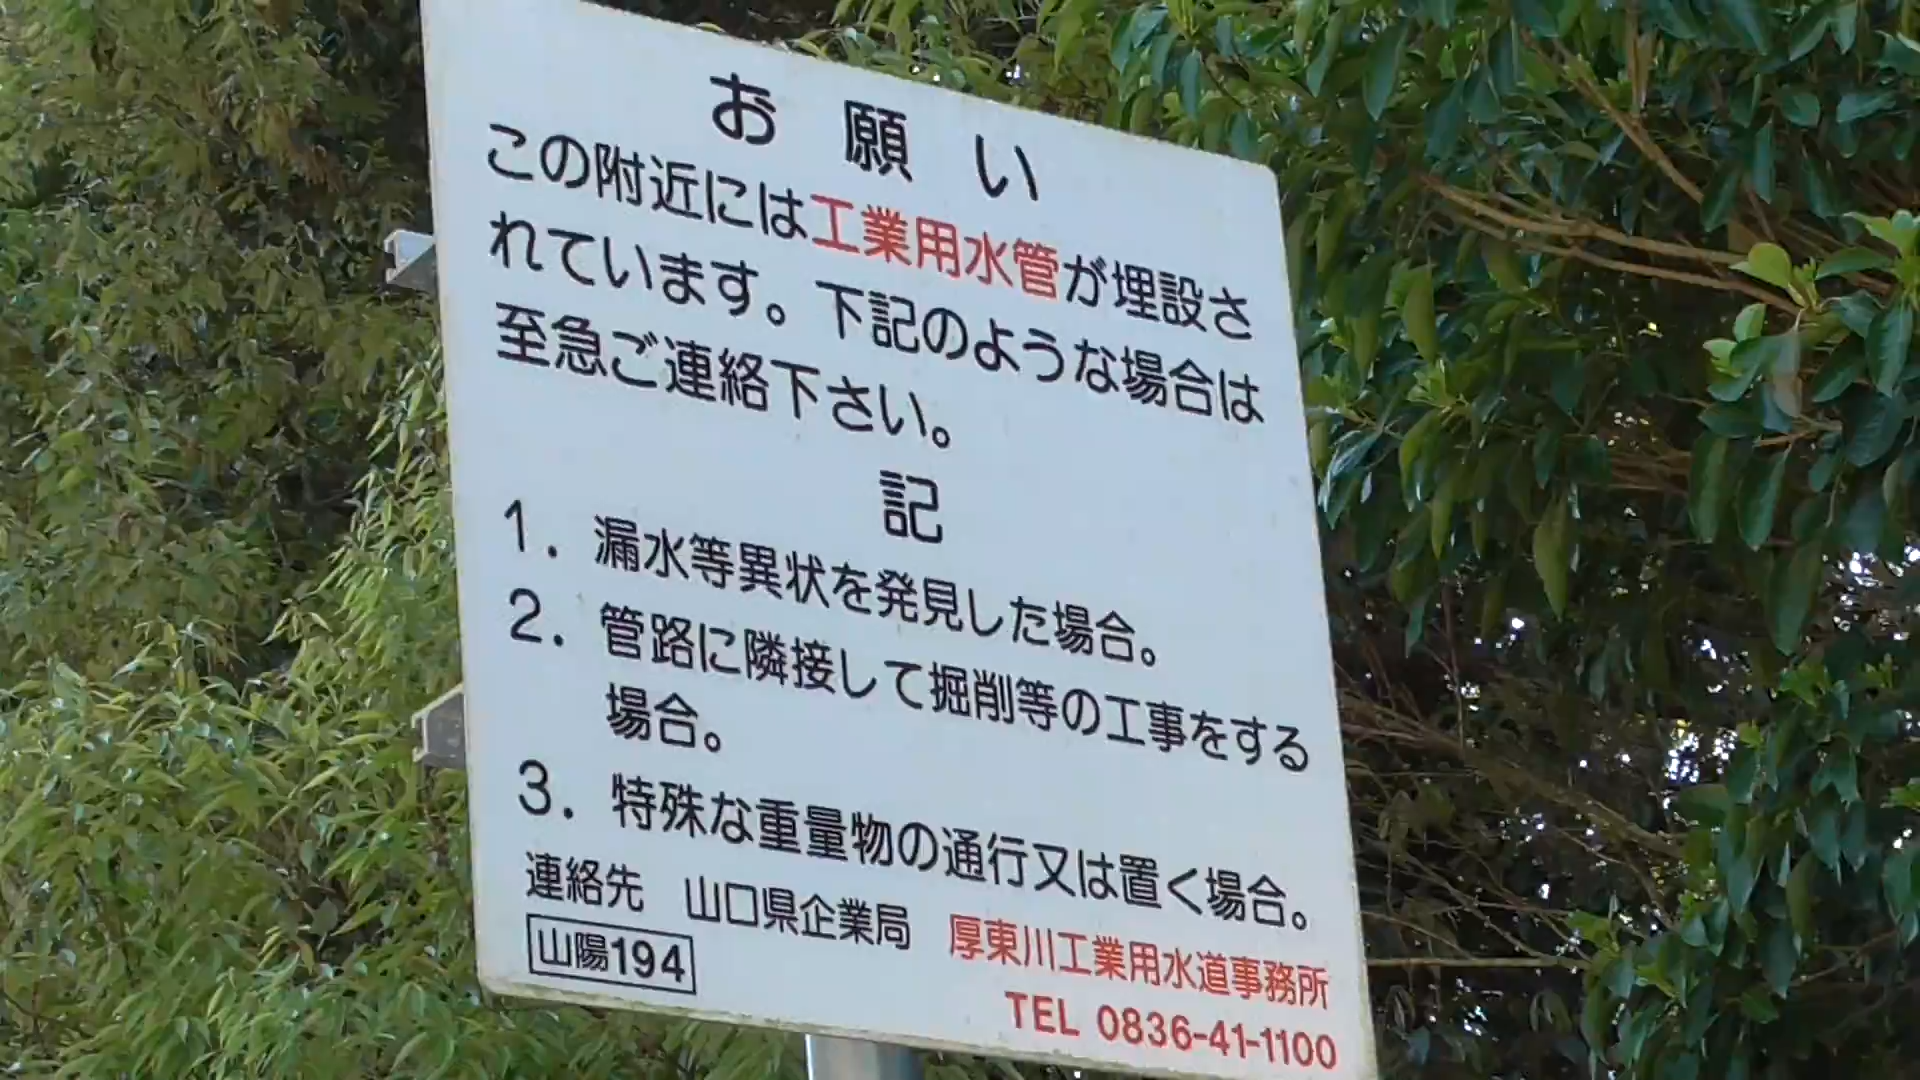 お願い
この附近には工業用水管が埋設さ
れています。下記のような場合は
至急ご連絡下さい。
記
1. 漏水等異状を発見した場合。
2. 管路に隣接して掘削等の工事をする
場合。
3. 特殊な重量物の通行又は置く場合。
連絡先 山口県企業局 厚東川工業用水道事務所
山陽194
TEL 0836-41-1100